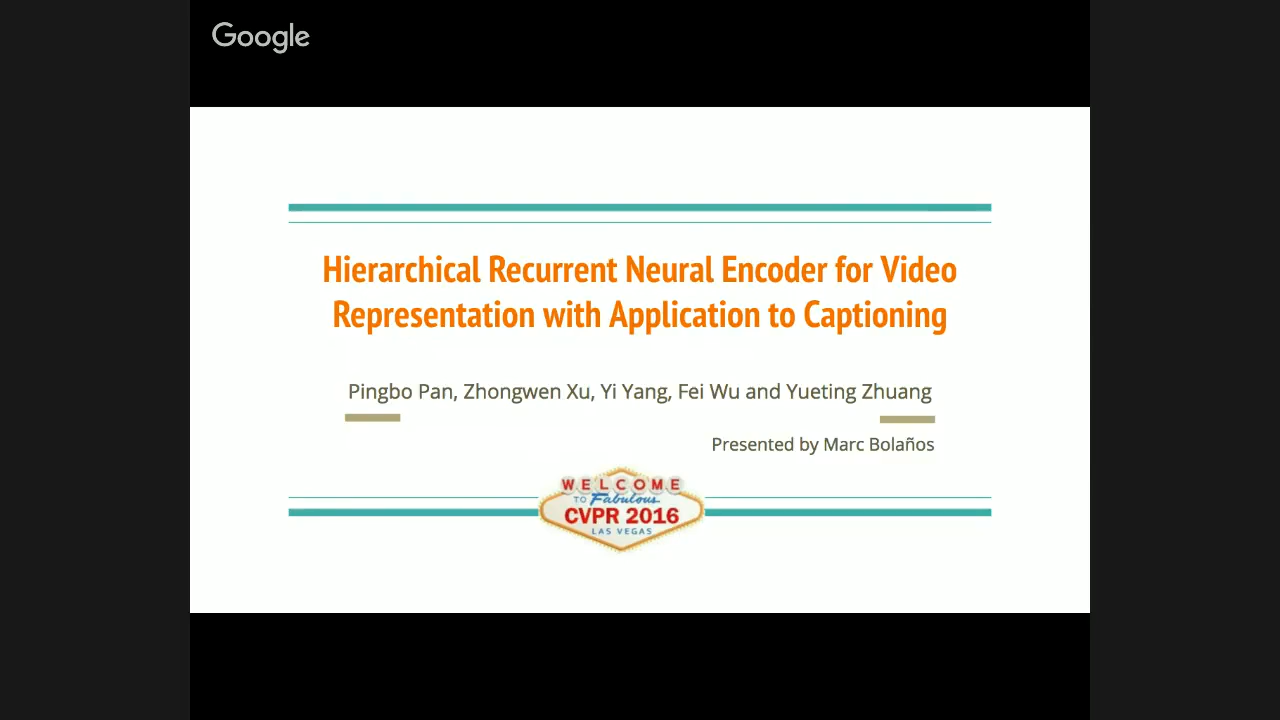 Google
Hierarchical Recurrent Neural Encoder for Video
Representation with Application to Captioning
Pingbo Pan, Zhongwen Xu, Yi Yang, Fei Wu and Yueting Zhuang
Presented by Marc Bolaños
WELCOME
TO Fabulous
CVPR 2016
LAS VEGAS